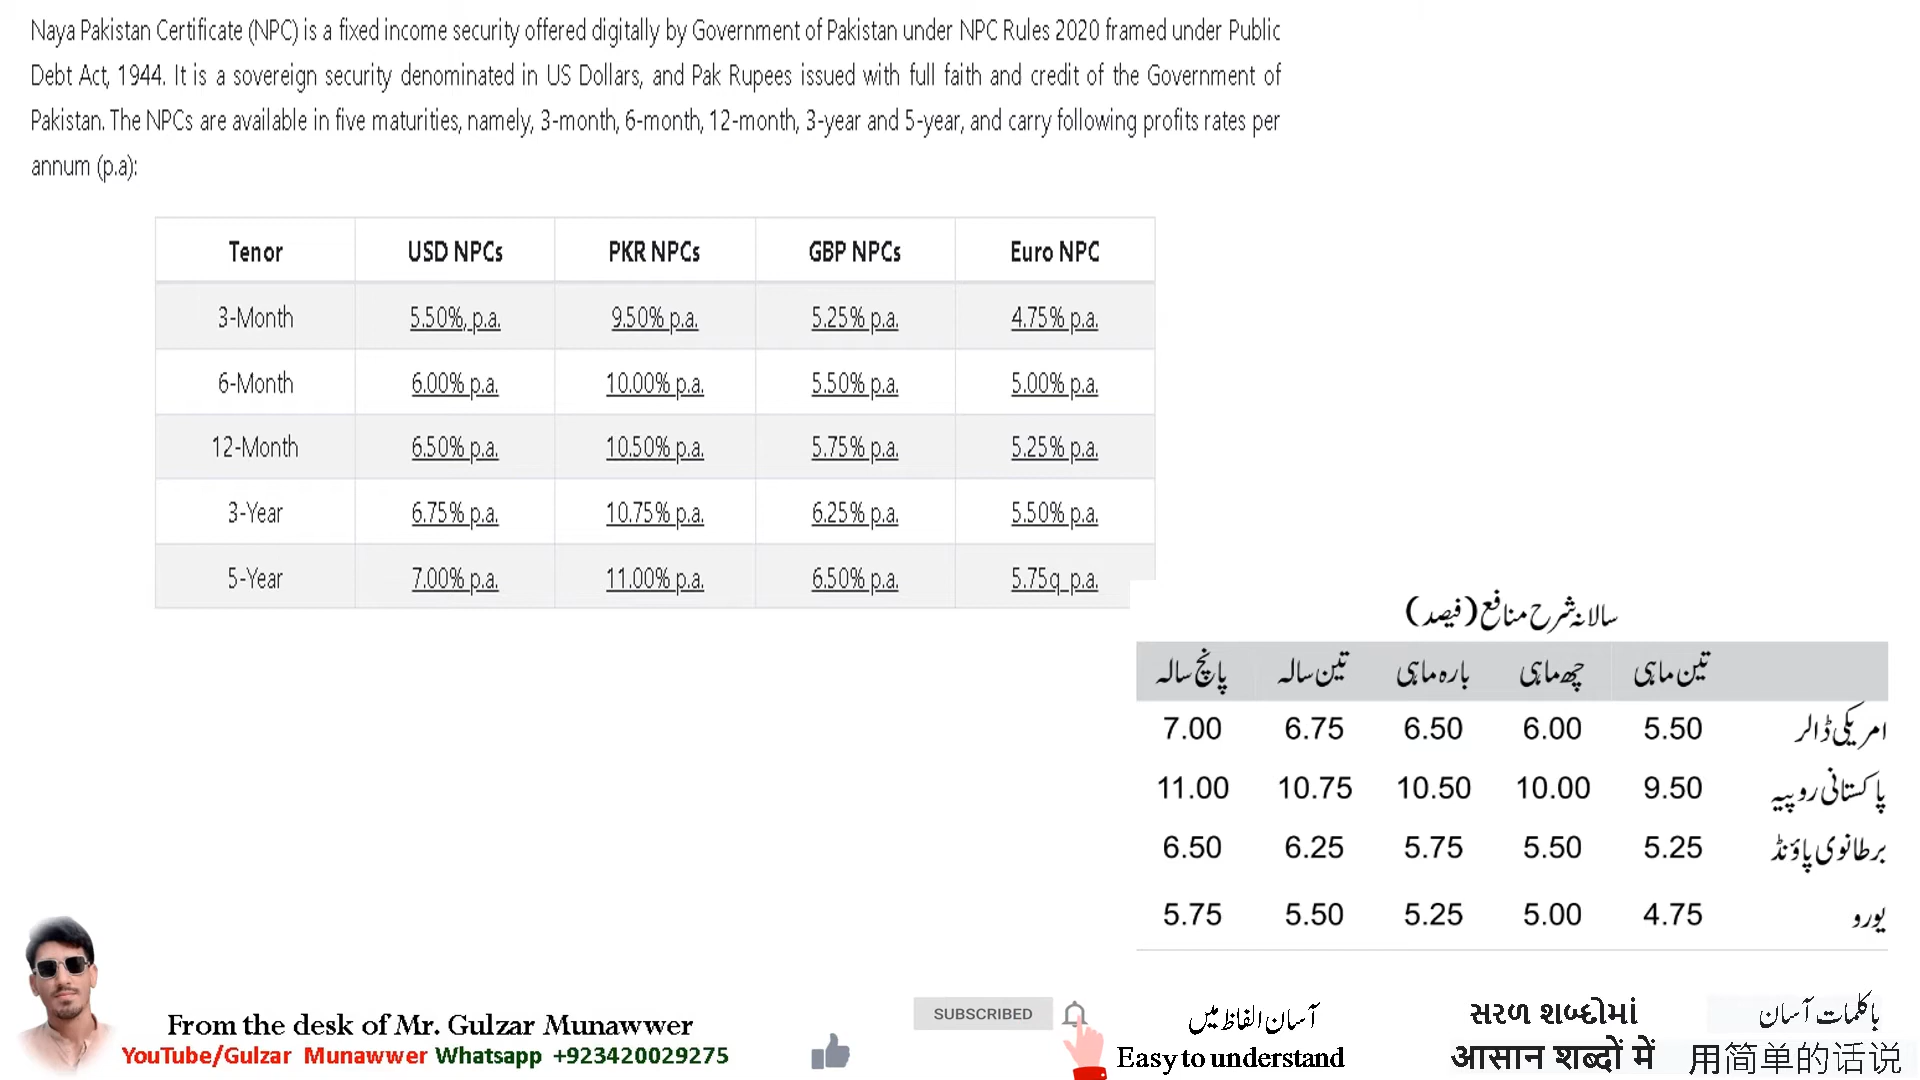 Naya Pakistan Certificate (NPC) is a fixed income security offered digitally by Government of Pakistan under NPC Rules 2020 framed under Public
Debt Act, 1944. It is a sovereign security denominated in US Dollars, and Pak Rupees issued with full faith and credit of the Government of
Pakistan. The NPCs are available in five maturities, namely, 3-month, 6-month, 12-month, 3-year and 5-year, and carry following profits rates per
annum (p.a):
Tenor USD NPCs PKR NPCs GBP NPCs Euro NPC
3-Month 5.50%, p.a. 9.50% p.a. 5.25% p.a. 4.75% p.a.
6-Month 6.00% p.a. 10.00% p.a. 5.50% p.a. 5.00% p.a.
12-Month 6.50% p.a. 10.50% p.a. 5.75% p.a. 5.25% p.a.
3-Year 6.75% p.a. 10.75% p.a. 6.25% p.a. 5.50% p.a.
5-Year 7.00% p.a. 11.00% p.a. 6.50% p.a. 5.75q p.a.
سالانہ شرح منافع (فیصد)
تین ماہی چھ ماہی بارہ ماہی تین سالہ پانچ سالہ
امریکی ڈالر 5.50 6.00 6.50 6.75 7.00
پاکستانی روپیہ 9.50 10.00 10.50 10.75 11.00
برطانوی پاؤنڈ 5.25 5.50 5.75 6.25 6.50
یورو 4.75 5.00 5.25 5.50 5.75
From the desk of Mr. Gulzar Munawwer
YouTube/Gulzar Munawwer Whatsapp +923420029275
SUBSCRIBED
آسان الفاظ میں
Easy to understand
સરળ શબ્દોમાં
आसान शब्दों में
باكلمات آسان
用简单的话说